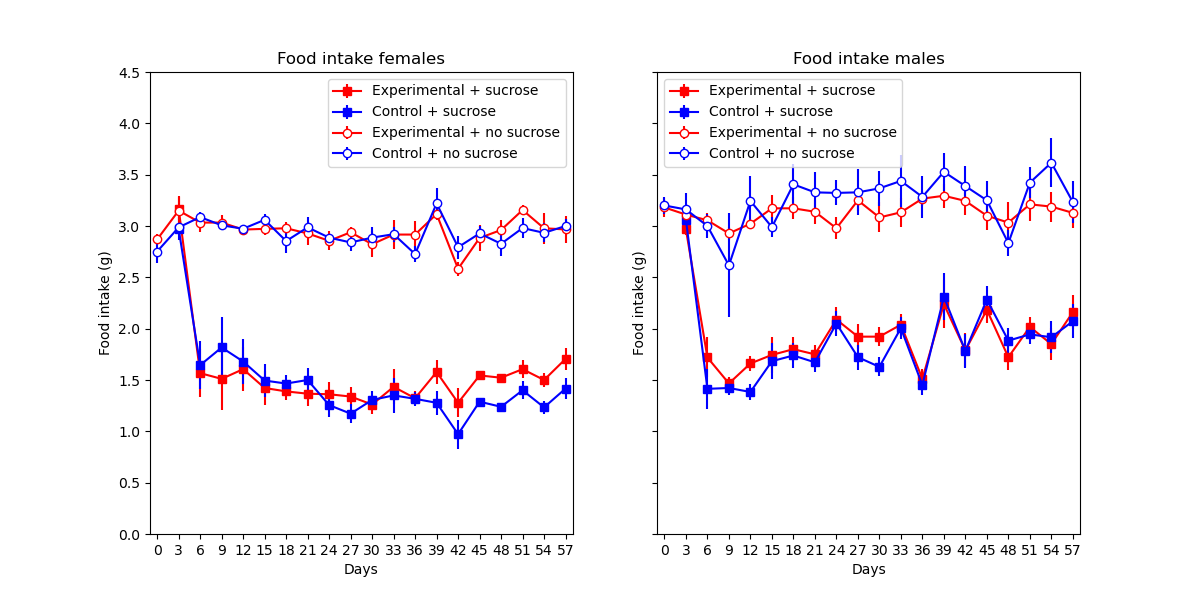 Food intake females
Food intake (g)
4.5
4.0
3.5
3.0
2.5
2.0
1.5
1.0
0.5
0.0
Experimental + sucrose
Control + sucrose
Experimental + no sucrose
Control + no sucrose
0 3 6 9 12 15 18 21 24 27 30 33 36 39 42 45 48 51 54 57
Days
Food intake males
Food intake (g)
Experimental + sucrose
Control + sucrose
Experimental + no sucrose
Control + no sucrose
0 3 6 9 12 15 18 21 24 27 30 33 36 39 42 45 48 51 54 57
Days